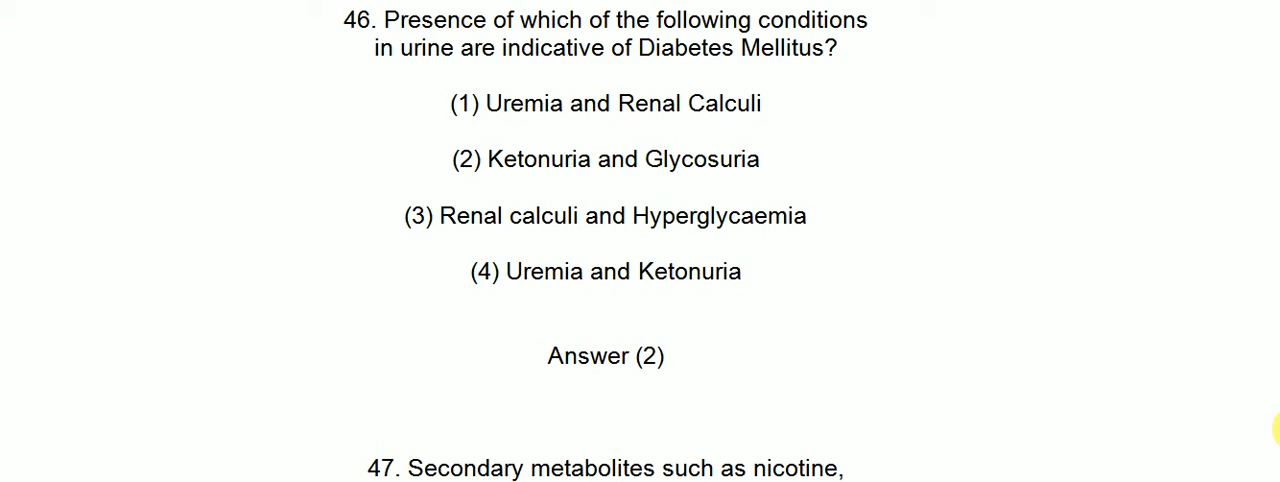 46. Presence of which of the following conditions
in urine are indicative of Diabetes Mellitus?
(1) Uremia and Renal Calculi
(2) Ketonuria and Glycosuria
(3) Renal calculi and Hyperglycaemia
(4) Uremia and Ketonuria
Answer (2)
47. Secondary metabolites such as nicotine,